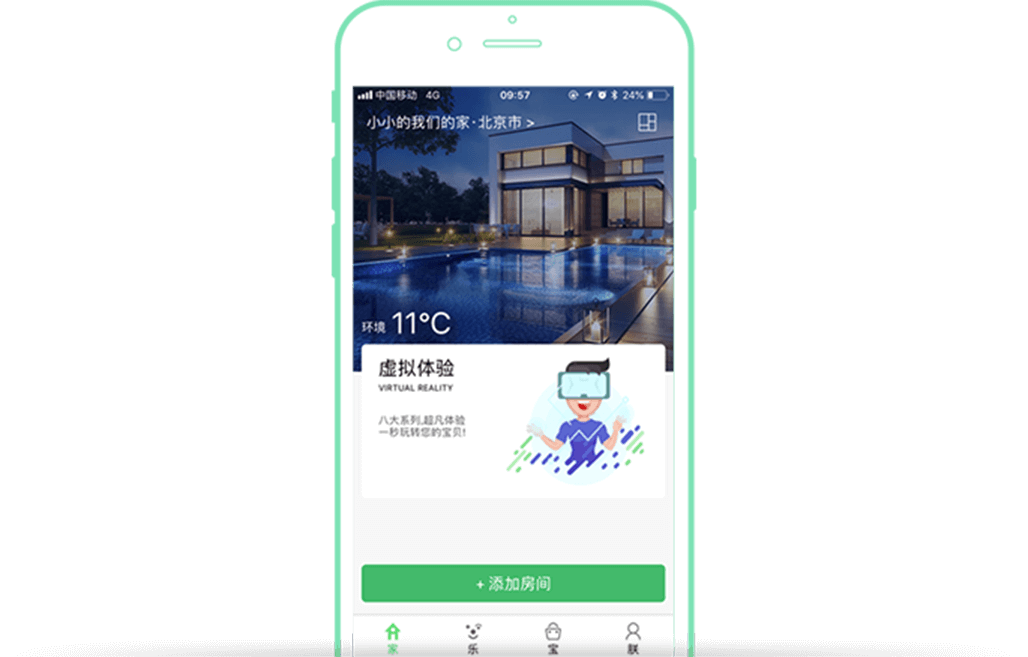 中国移动 4G 09:57 24%
小小的我们的家·北京市 >
环境 11°C
虚拟体验
VIRTUAL REALITY
八大系列,超凡体验
一秒玩转您的宝贝!
+ 添加房间
家 乐 宝 朕